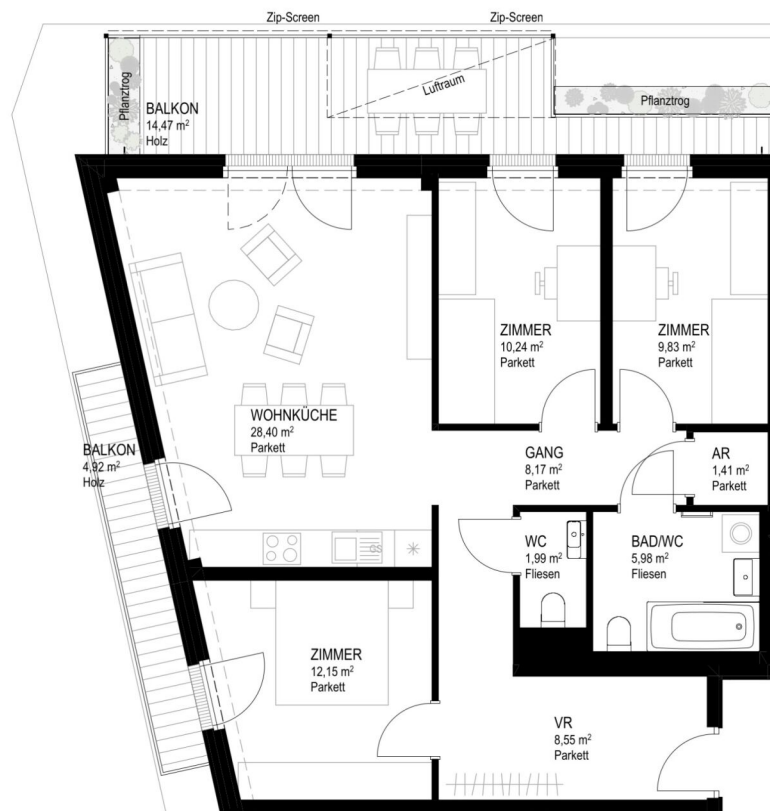 Zip-Screen
Zip-Screen
Pflanztrog
BALKON
14,47 m²
Holz
Luftraum
Pflanztrog
ZIMMER
10,24 m²
Parkett
ZIMMER
9,83 m²
Parkett
WOHNKÜCHE
28,40 m²
Parkett
BALKON
4,92 m²
Holz
GANG
8,17 m²
Parkett
AR
1,41 m²
Parkett
GS
WC
1,99 m²
Fliesen
BAD/WC
5,98 m²
Fliesen
ZIMMER
12,15 m²
Parkett
VR
8,55 m²
Parkett